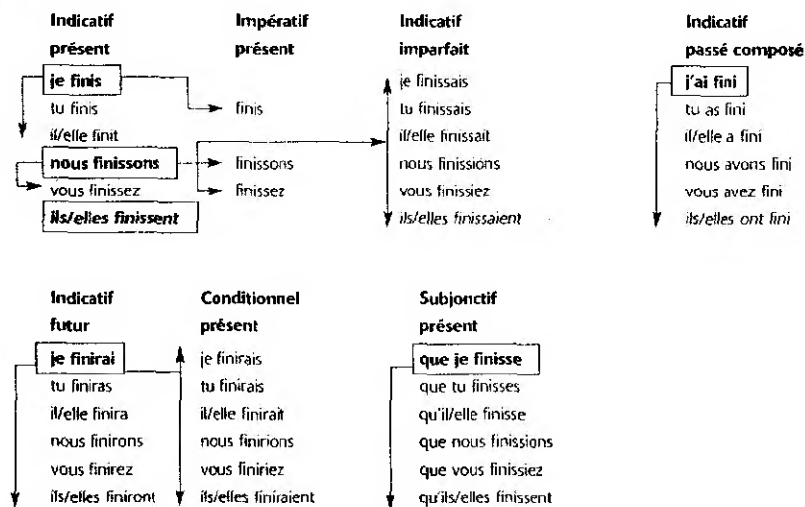 Indicatif
présent
je finis
tu finis
il/elle finit
nous finissons
vous finissez
ils/elles finissent
Impératif
présent
finis
finissons
finissez
Indicatif
imparfait
je finissais
tu finissais
il/elle finissait
nous finissions
vous finissiez
ils/elles finissaient
Indicatif
passé composé
j'ai fini
tu as fini
il/elle a fini
nous avons fini
vous avez fini
ils/elles ont fini
Indicatif
futur
je finirai
tu finiras
il/elle finira
nous finirons
vous finirez
ils/elles finiront
Conditionnel
présent
je finirais
tu finirais
il/elle finirait
nous finirions
vous finiriez
ils/elles finiraient
Subjonctif
présent
que je finisse
que tu finisses
qu'il/elle finisse
que nous finissions
que vous finissiez
qu'ils/elles finissent